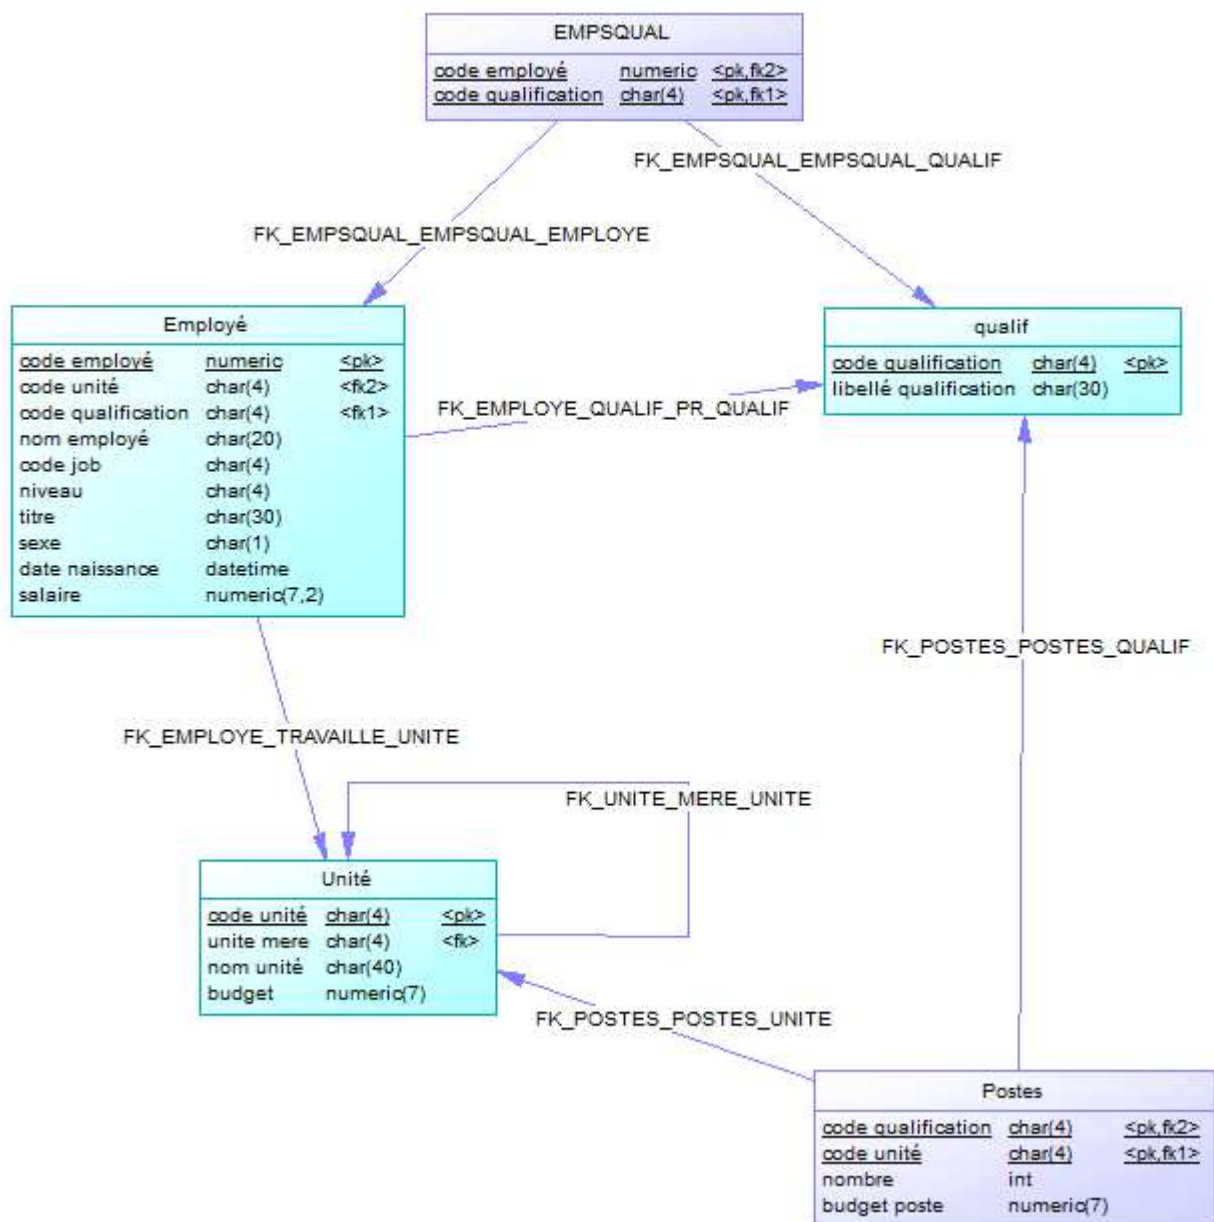 EMPSQUAL
code employé numeric <pk,fk2>
code qualification char(4) <pk,fk1>
FK_EMPSQUAL_EMPSQUAL_QUALIF
FK_EMPSQUAL_EMPSQUAL_EMPLOYE
Employé
code employé numeric <pk>
code unité char(4) <fk2>
code qualification char(4) <fk1>
nom employé char(20)
code job char(4)
niveau char(4)
titre char(30)
sexe char(1)
date naissance datetime
salaire numeric(7,2)
qualif
code qualification char(4) <pk>
libellé qualification char(30)
FK_EMPLOYE_QUALIF_PR_QUALIF
FK_POSTES_POSTES_QUALIF
FK_EMPLOYE_TRAVAILLE_UNITE
FK_UNITE_MERE_UNITE
Unité
code unité char(4) <pk>
unite mere char(4) <fk>
nom unité char(40)
budget numeric(7)
FK_POSTES_POSTES_UNITE
Postes
code qualification char(4) <pk,fk2>
code unité char(4) <pk,fk1>
nombre int
budget poste numeric(7)